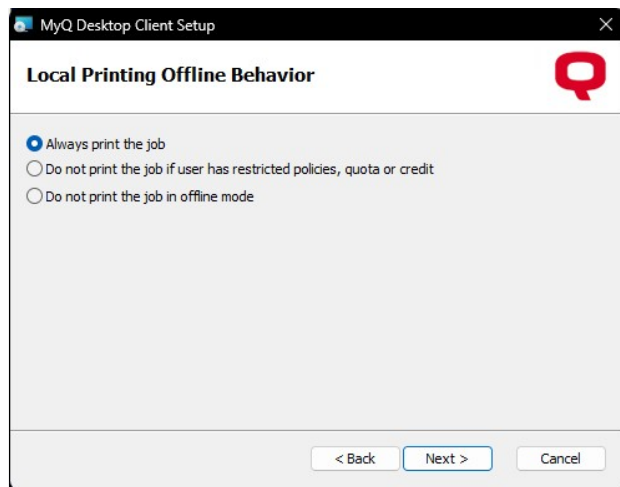 MyQ Desktop Client Setup
Local Printing Offline Behavior
Always print the job
Do not print the job if user has restricted policies, quota or credit
Do not print the job in offline mode
< Back Next > Cancel